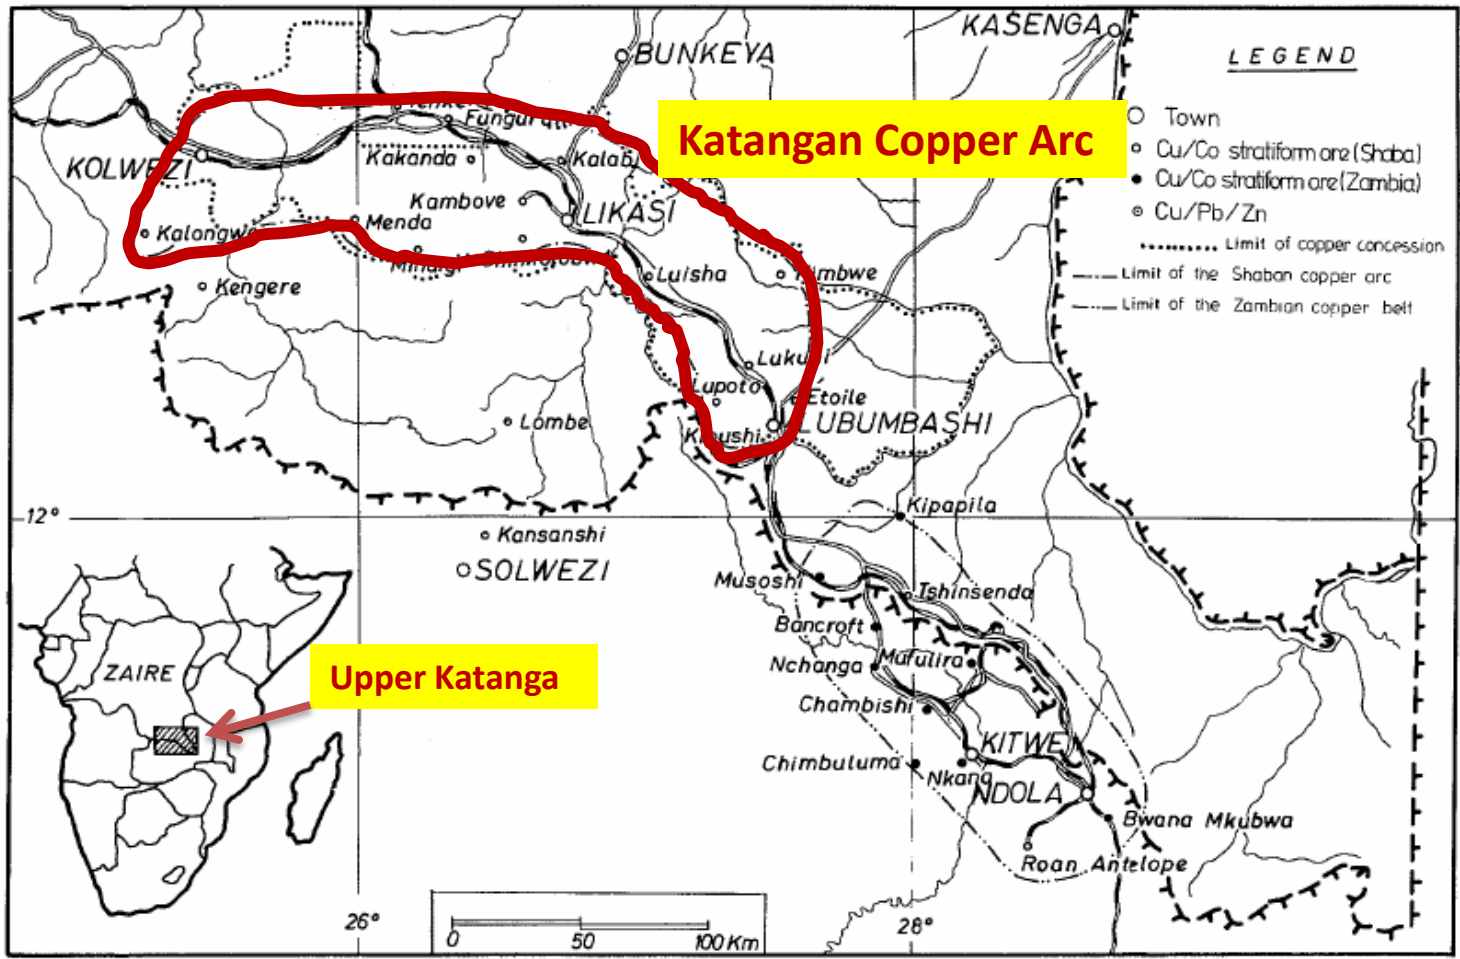 KASENGA
BUNKEYA
LEGEND
Katangan Copper Arc
Town
Cu/Co stratiform ore (Shaba)
Cu/Co stratiform ore (Zambia)
Cu/Pb/Zn
Limit of copper concession
Limit of the Shaban copper arc
Limit of the Zambian copper belt
KOLWEZI
Kakanda
Kambove
LIKASI
Menda
Kengere
Luisha
Lupoto
Etoile
LUBUMBASHI
Lombe
12°
Kipapila
Kansanshi
SOLWEZI
Musoshi
Tshinsenda
Bancroft
Nchanga
Mufulira
Chambishi
KITWE
Chimbuluma
Nkana
NDOLA
Bwana Mkubwa
Roan Antelope
ZAIRE
Upper Katanga
26°
28°
0 50 100 Km